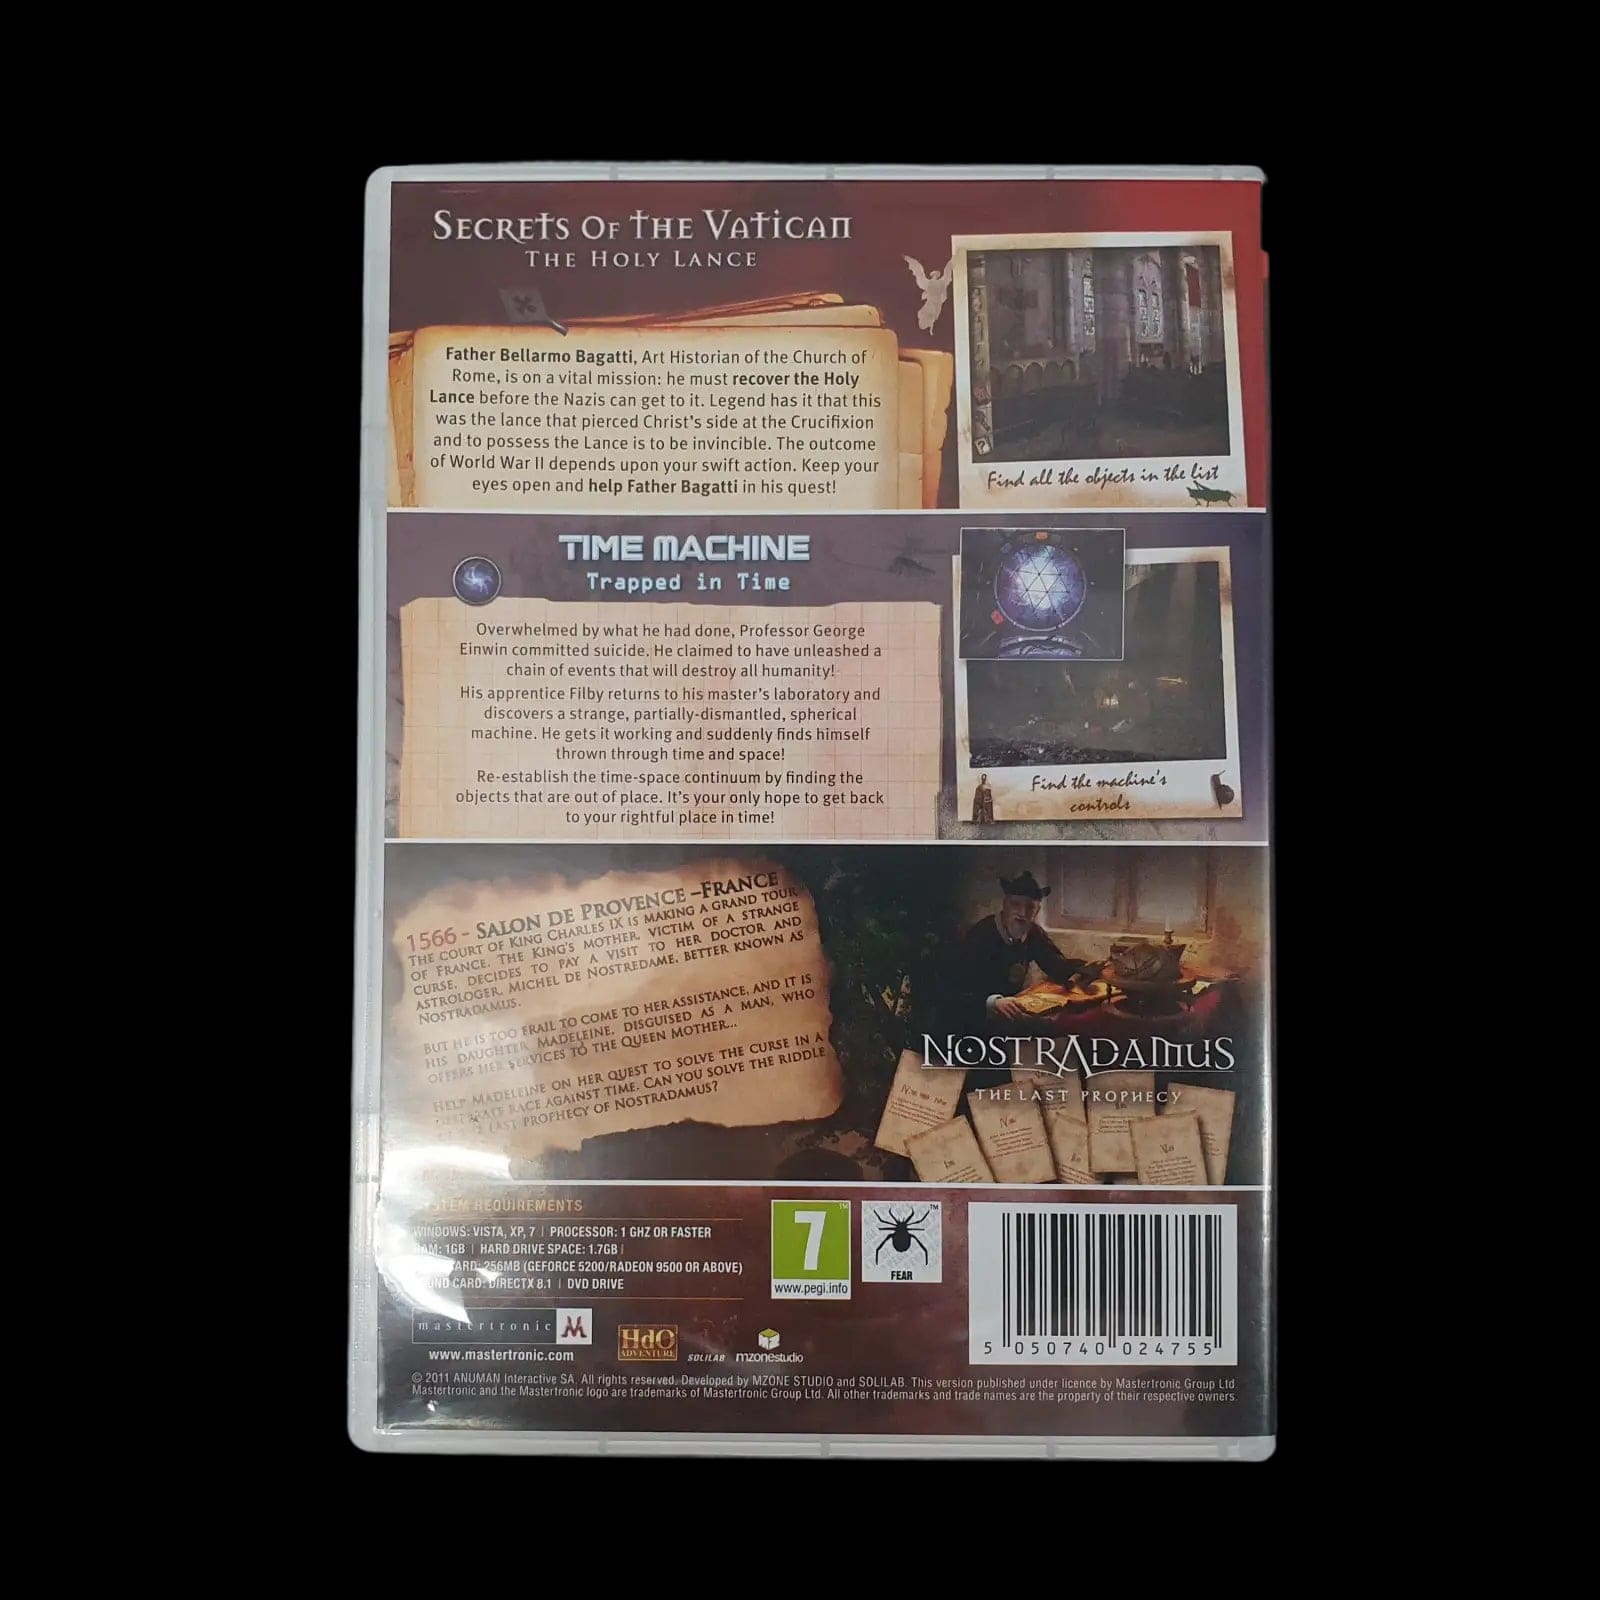 SECRETS OF THE VATICAN
THE HOLY LANCE
Father Bellarmo Bagatti, Art Historian of the Church of
Rome, is on a vital mission: he must recover the Holy
Lance before the Nazis can get to it. Legend has it that this
was the lance that pierced Christ's side at the Crucifixion
and to possess the Lance is to be invincible. The outcome
of World War II depends upon your swift action. Keep your
eyes open and help Father Bagatti in his quest!
Find all the objects in the list
TIME MACHINE
Trapped in Time
Overwhelmed by what he had done, Professor George
Einwin committed suicide. He claimed to have unleashed a
chain of events that will destroy all humanity!
His apprentice Filby returns to his master's laboratory and
discovers a strange, partially-dismantled, spherical
machine. He gets it working and suddenly finds himself
thrown through time and space!
Re-establish the time-space continuum by finding the
objects that are out of place. It's your only hope to get back
to your rightful place in time!
Find the machine's
controls
1566 - SALON DE PROVENCE –FRANCE
THE COURT OF KING CHARLES IX IS MAKING A GRAND TOUR
OF FRANCE. THE KING'S MOTHER, VICTIM OF A STRANGE
CURSE, DECIDES TO PAY A VISIT TO HER DOCTOR AND
ASTROLOGER, MICHEL DE NOSTREDAME, BETTER KNOWN AS
NOSTRADAMUS.
BUT HE IS TOO FRAIL TO COME TO HER ASSISTANCE, AND IT IS
HIS DAUGHTER, MADELEINE, DISGUISED AS A MAN, WHO
OFFERS HER SERVICES TO THE QUEEN MOTHER...
HELP MADELEINE ON HER QUEST TO SOLVE THE CURSE IN A
RACE AGAINST TIME. CAN YOU SOLVE THE RIDDLE
LAST PROPHECY OF NOSTRADAMUS?
NOSTRADAMUS
THE LAST PROPHECY
SYSTEM REQUIREMENTS
WINDOWS: VISTA, XP, 7 | PROCESSOR: 1 GHZ OR FASTER
RAM: 1GB | HARD DRIVE SPACE: 1.7GB |
CARD: 256MB (GEFORCE 5200/RADEON 9500 OR ABOVE)
SOUND CARD: DIRECTX 8.1 | DVD DRIVE
7
™
www.pegi.info
™
FEAR
5 050740 024755
mastertronic M
www.mastertronic.com
HdO
ADVENTURE
SOLILAB
mzonestudio
© 2011 ANUMAN Interactive SA. All rights reserved. Developed by MZONE STUDIO and SOLILAB. This version published under licence by Mastertronic Group Ltd.
Mastertronic and the Mastertronic logo are trademarks of Mastertronic Group Ltd. All other trademarks and trade names are the property of their respective owners.